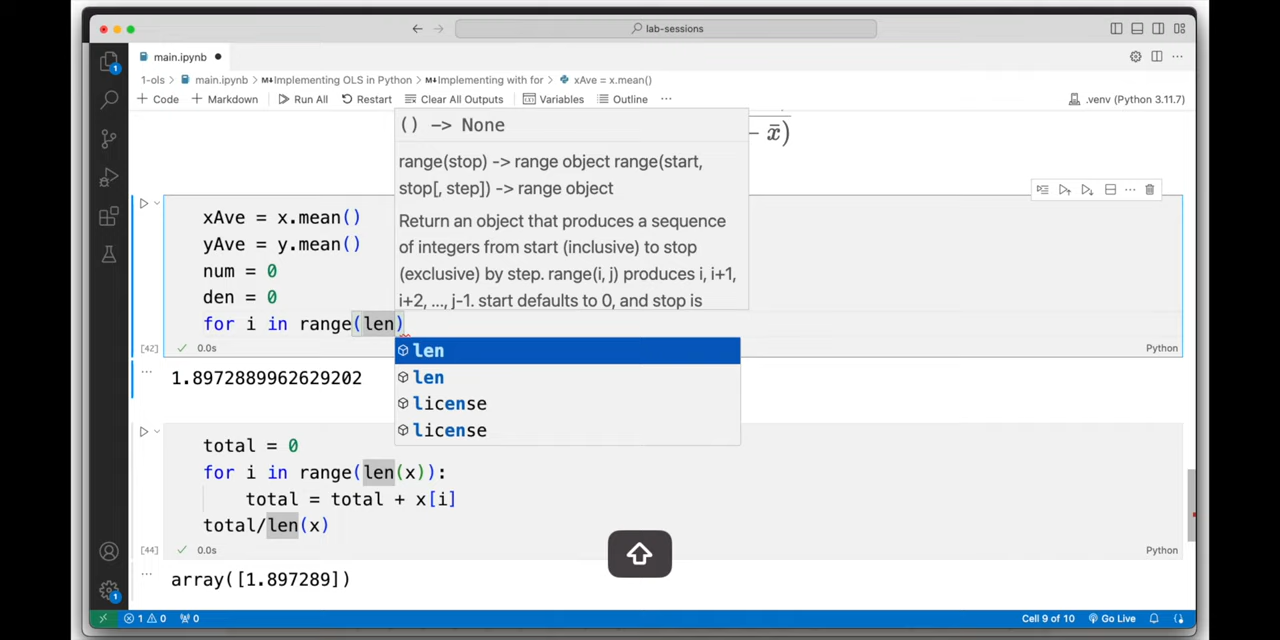 lab-sessions
main.ipynb
1-ols > main.ipynb > M↓Implementing OLS in Python > M↓Implementing with for > xAve = x.mean()
+ Code + Markdown Run All Restart Clear All Outputs Variables Outline ... .venv (Python 3.11.7)
() -> None
− x̄)
range(stop) -> range object range(start,
stop[, step]) -> range object
Return an object that produces a sequence
of integers from start (inclusive) to stop
(exclusive) by step. range(i, j) produces i, i+1,
i+2, ..., j-1. start defaults to 0, and stop is
xAve = x.mean()
yAve = y.mean()
num = 0
den = 0
for i in range(len)
[42] 0.0s Python
len
len
license
license
1.8972889962629202
total = 0
for i in range(len(x)):
total = total + x[i]
total/len(x)
[44] 0.0s Python
array([1.897289])
1 0 0 Cell 9 of 10 Go Live
1
1